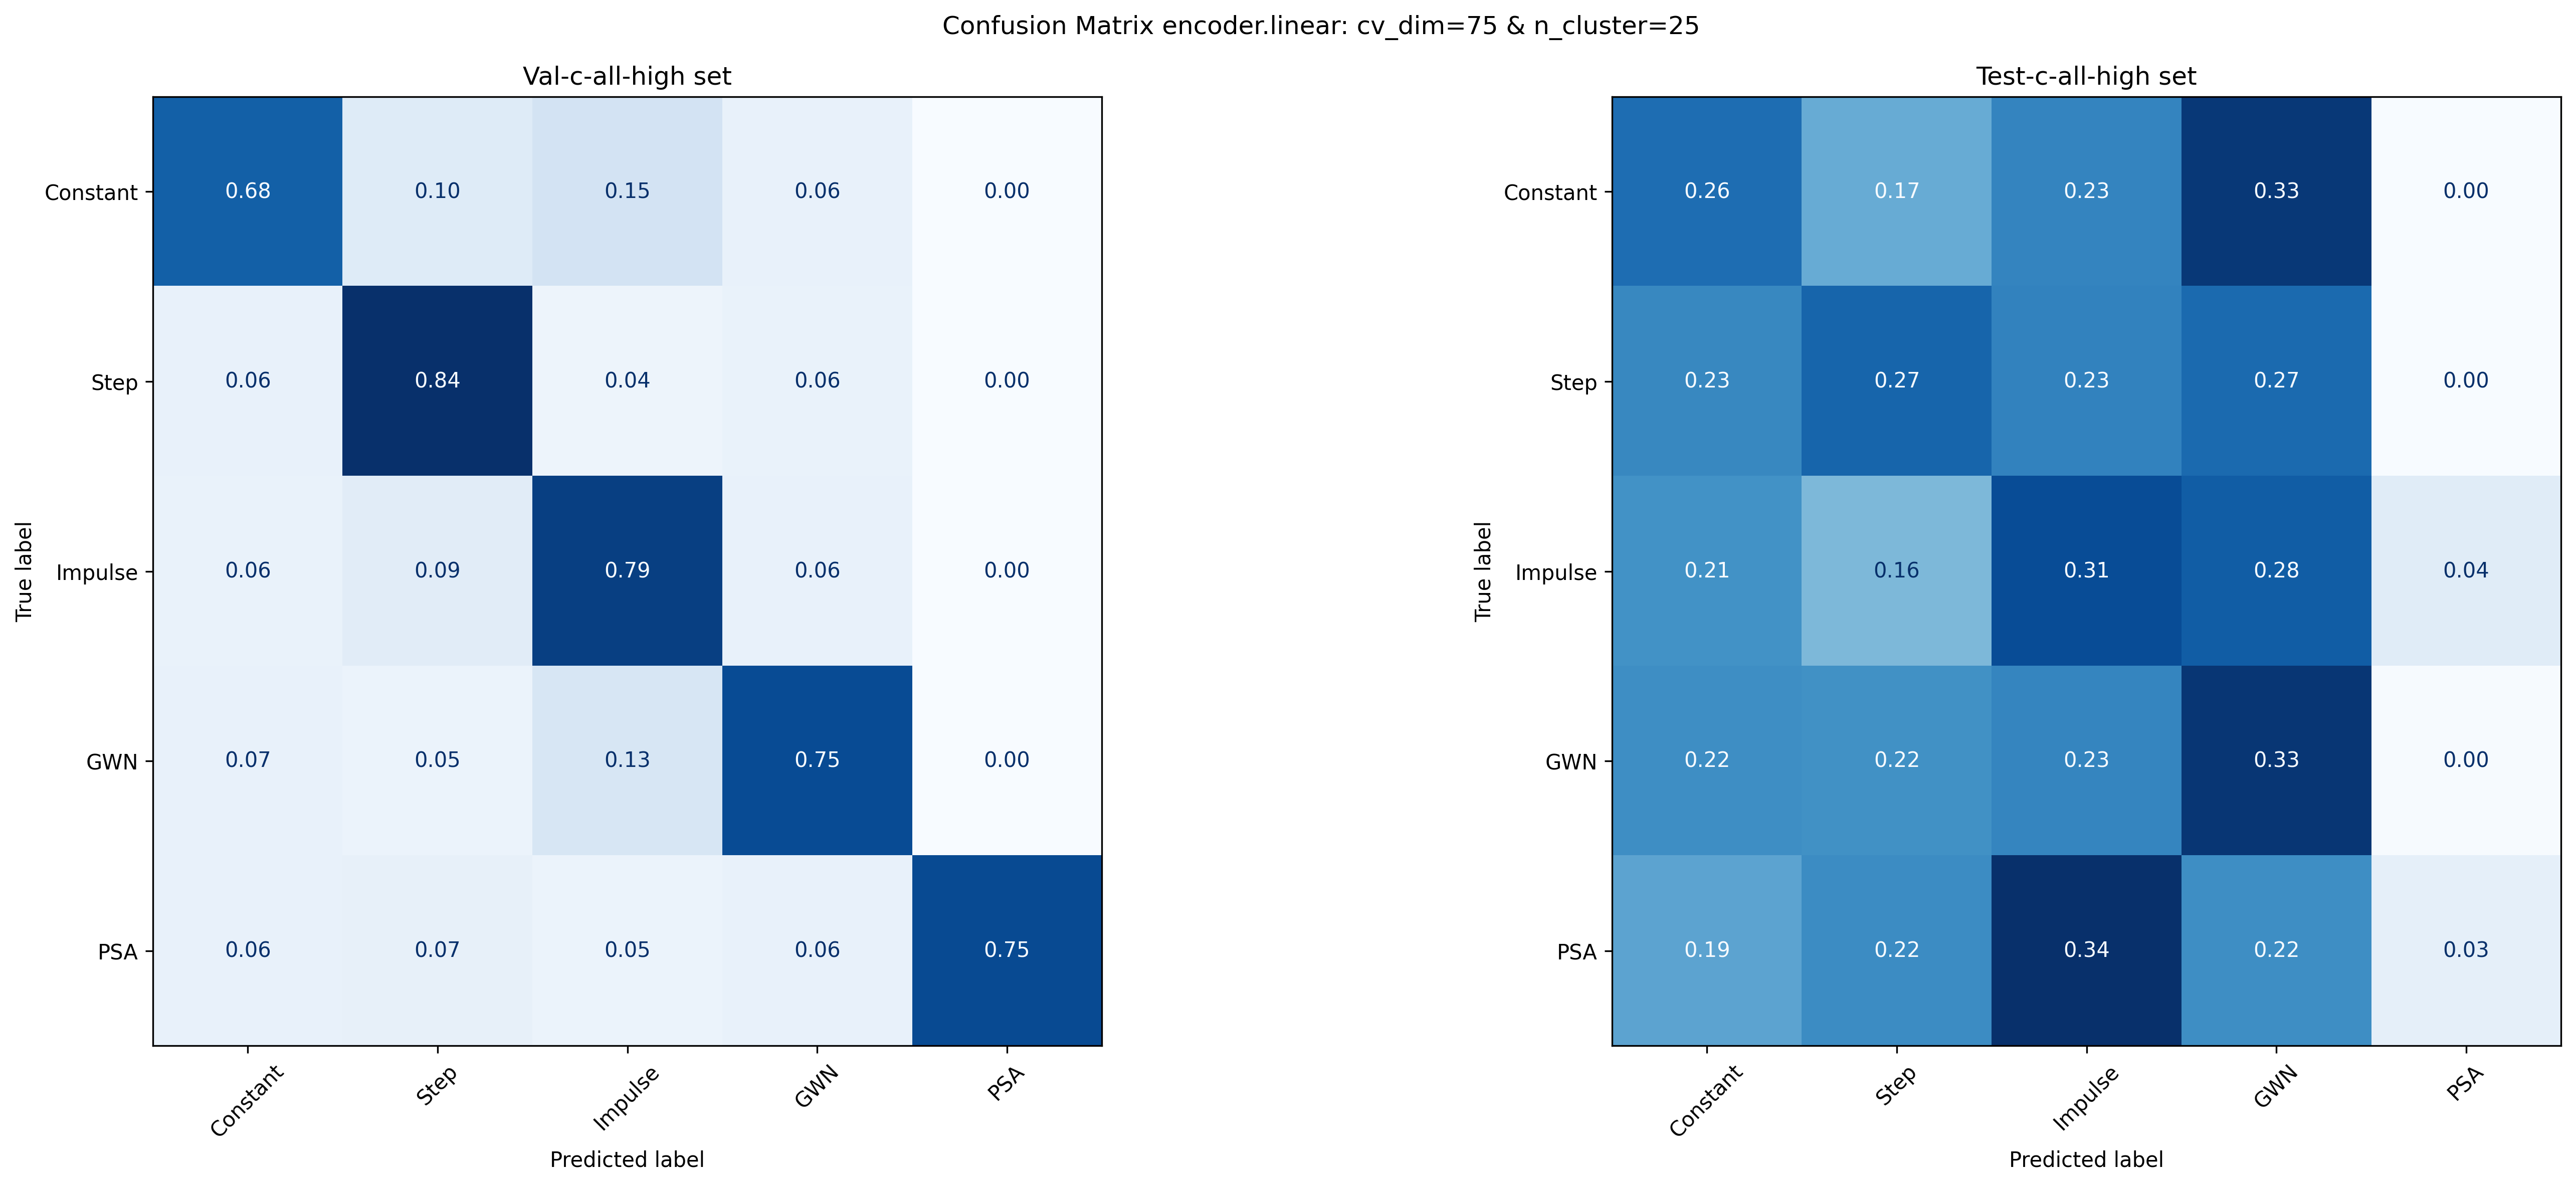 Confusion Matrix encoder.linear: cv_dim=75 & n_cluster=25
Val-c-all-high set
True label
Constant 0.68 0.10 0.15 0.06 0.00
Step 0.06 0.84 0.04 0.06 0.00
Impulse 0.06 0.09 0.79 0.06 0.00
GWN 0.07 0.05 0.13 0.75 0.00
PSA 0.06 0.07 0.05 0.06 0.75
Constant Step Impulse GWN PSA
Predicted label
Test-c-all-high set
True label
Constant 0.26 0.17 0.23 0.33 0.00
Step 0.23 0.27 0.23 0.27 0.00
Impulse 0.21 0.16 0.31 0.28 0.04
GWN 0.22 0.22 0.23 0.33 0.00
PSA 0.19 0.22 0.34 0.22 0.03
Constant Step Impulse GWN PSA
Predicted label